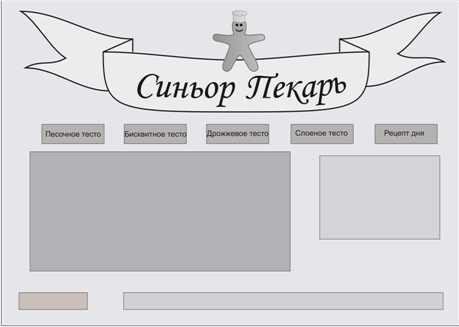 Синьор Пекарь
Песочное тесто Бисквитное тесто Дрожжевое тесто Слоеное тесто Рецепт дня